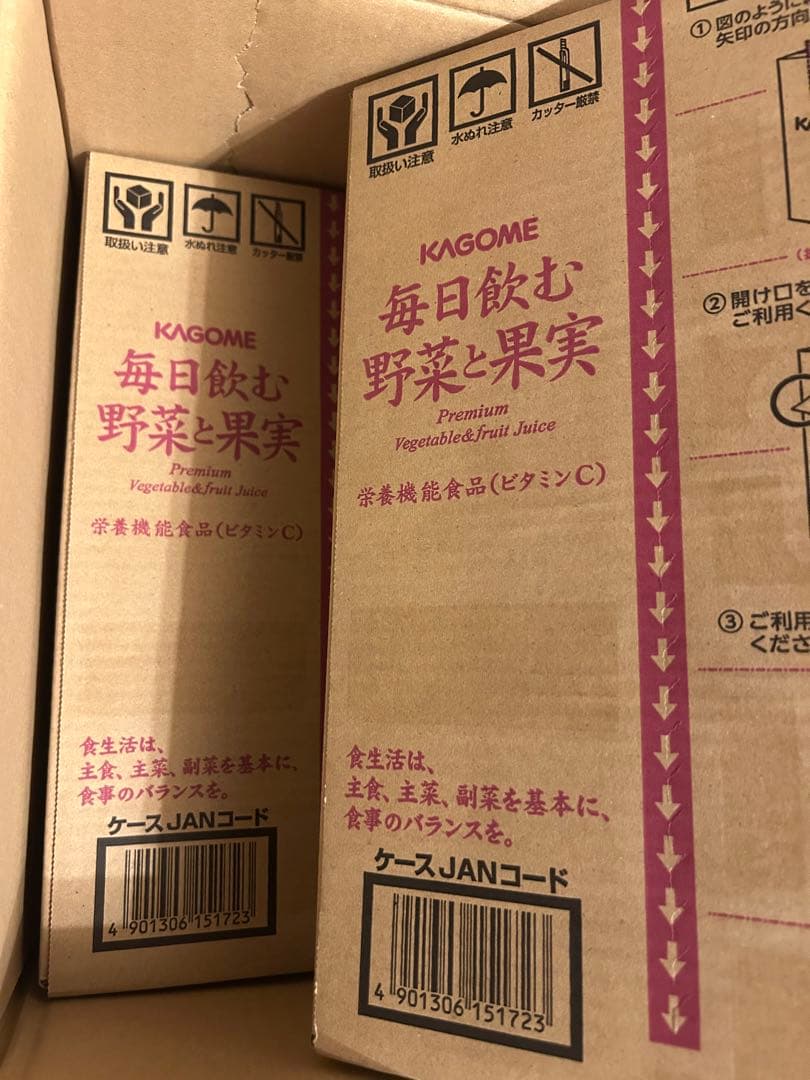 取扱い注意
水ぬれ注意
カッター厳禁
KAGOME
毎日飲む
野菜と果実
Premium
Vegetable&fruit Juice
栄養機能食品(ビタミンC)
食生活は、
主食、主菜、副菜を基本に、
食事のバランスを。
ケースJANコード
4 901306 151723
取扱い注意
水ぬれ注意
カッター厳禁
KAGOME
毎日飲む
野菜と果実
Premium
Vegetable&fruit Juice
栄養機能食品(ビタミンC)
食生活は、
主食、主菜、副菜を基本に、
食事のバランスを。
ケースJANコード
4 901306 151723
①図のように
矢印の方向
②開け口を
ご利用く
③ご利用
くださ